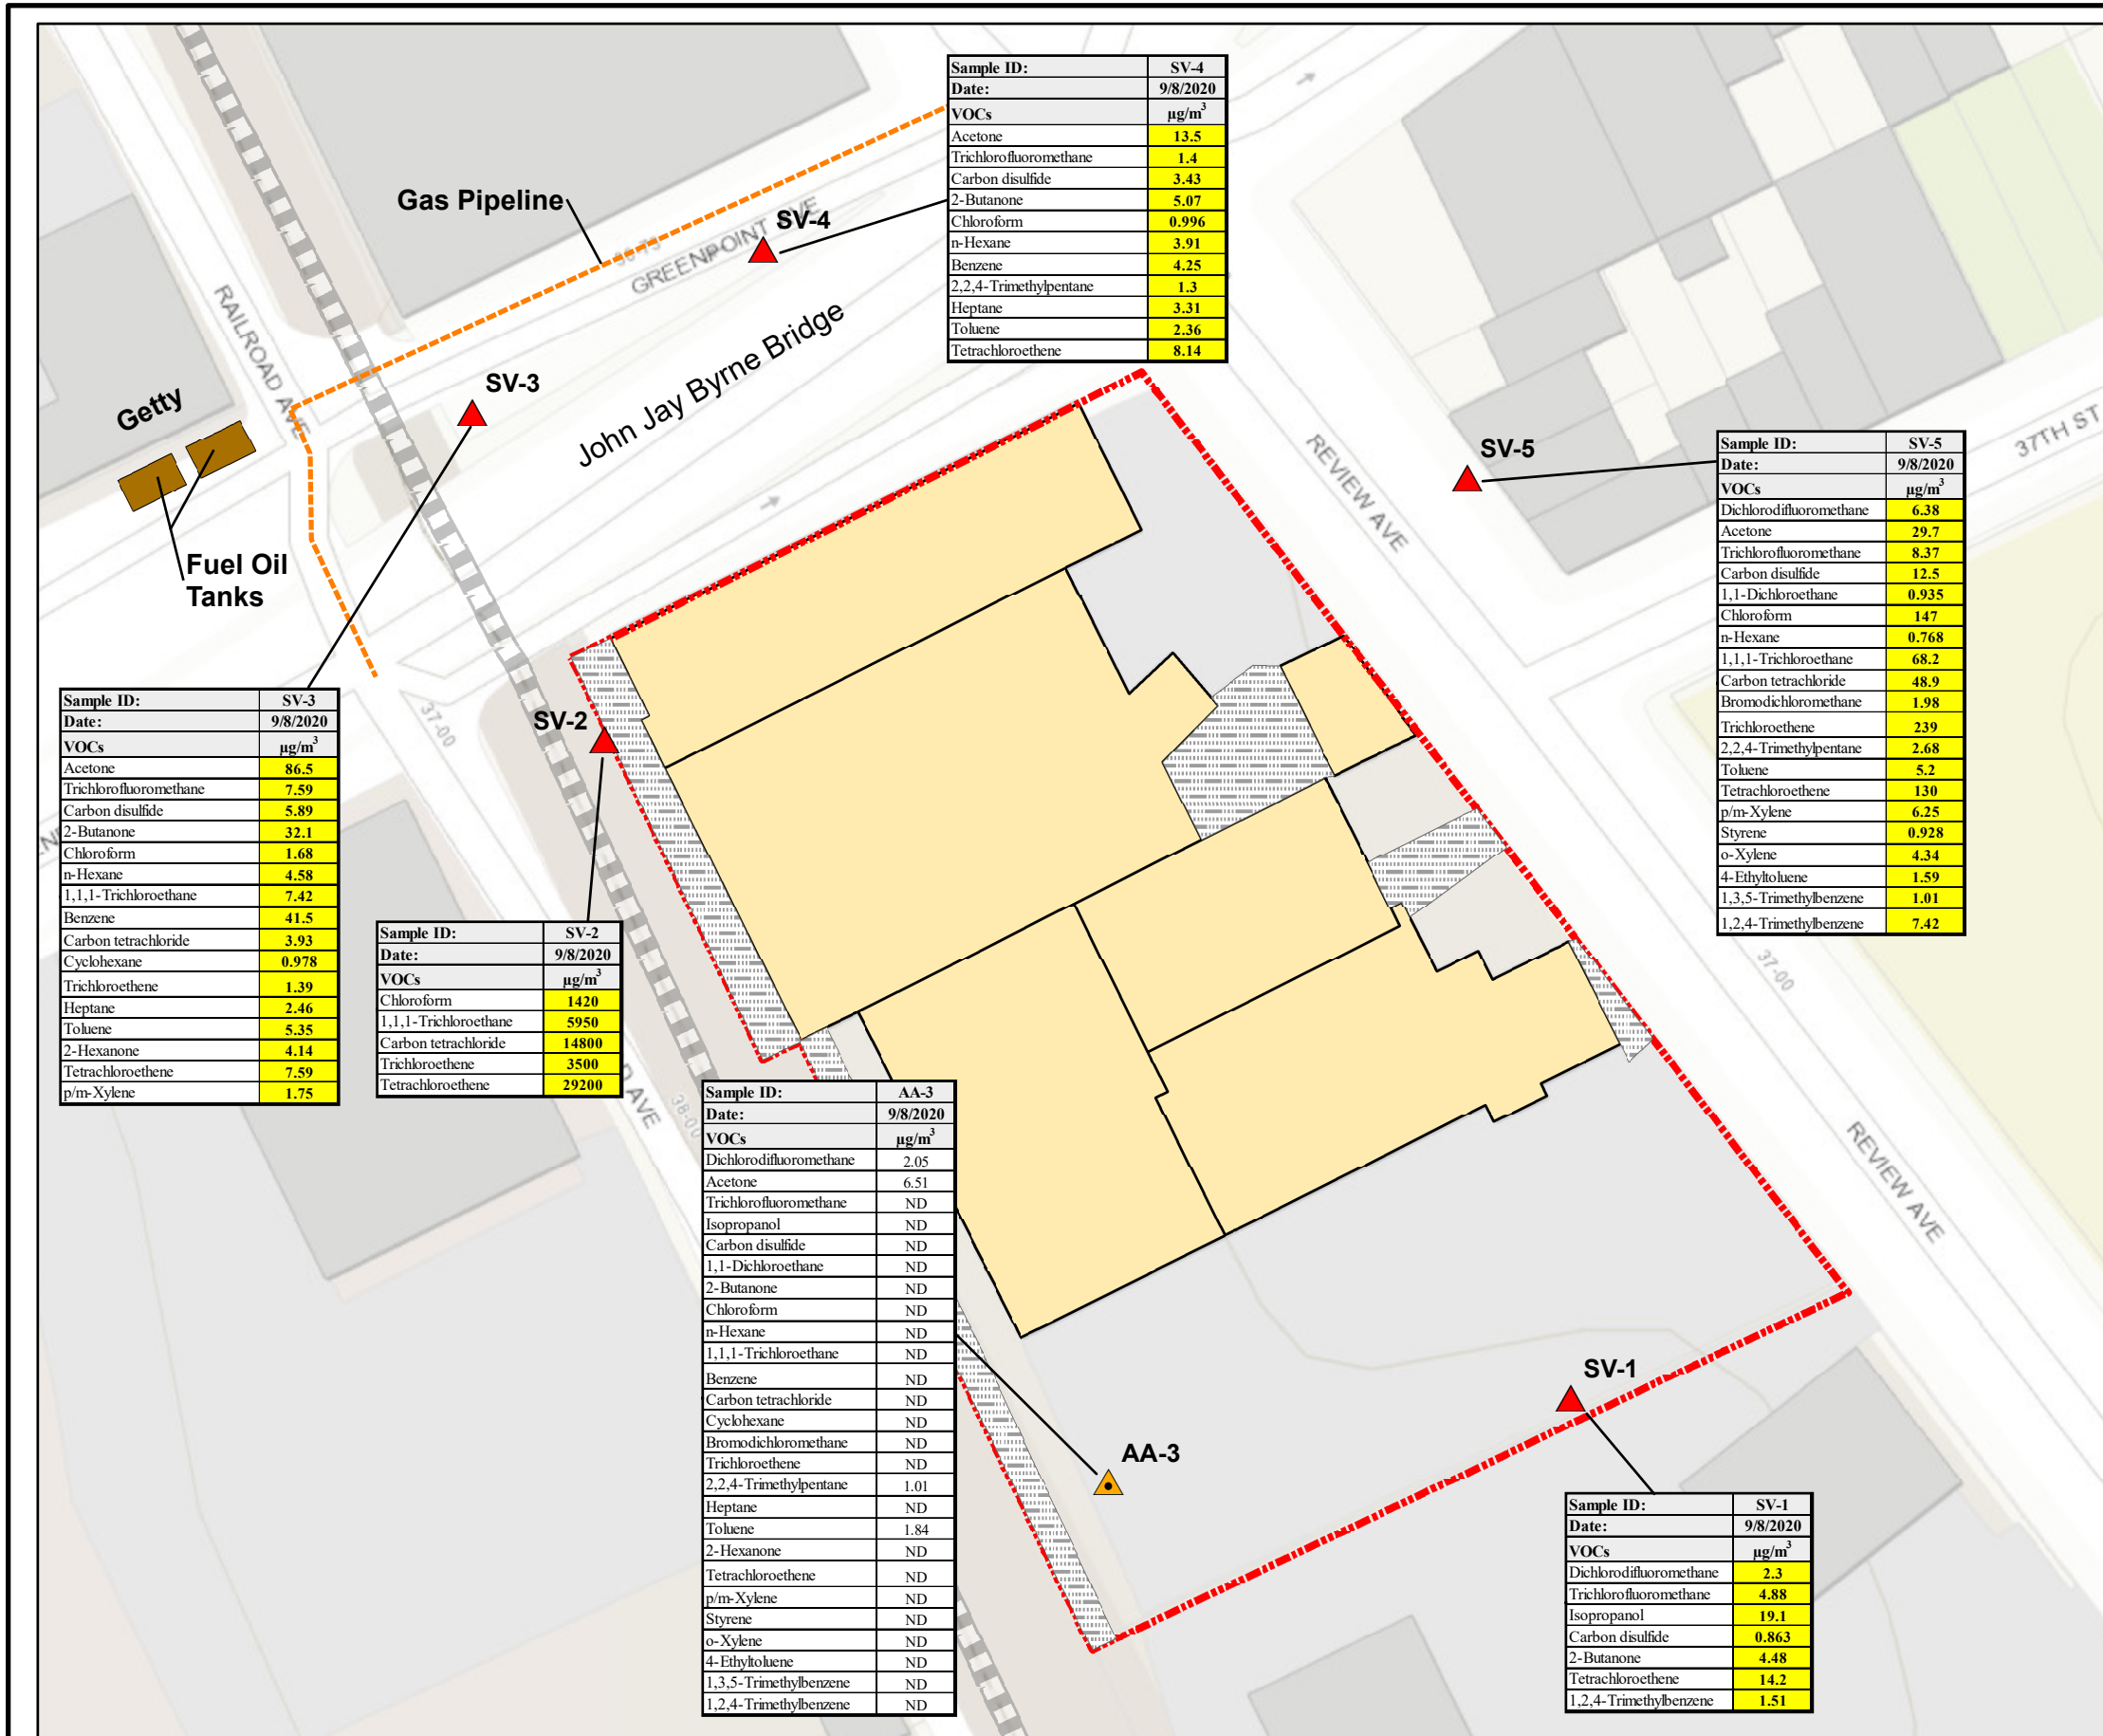 Sample ID: SV-4
Date: 9/8/2020
VOCs µg/m³
Acetone 13.5
Trichlorofluoromethane 1.4
Carbon disulfide 3.43
2-Butanone 5.07
Chloroform 0.996
n-Hexane 3.91
Benzene 4.25
2,2,4-Trimethylpentane 1.3
Heptane 3.31
Toluene 2.36
Tetrachloroethene 8.14
Gas Pipeline
SV-4
GREENPOINT AVE
RAILROAD AVE
SV-3
Getty
John Jay Byrne Bridge
Fuel Oil
Tanks
REVIEW AVE
SV-5
37TH ST
Sample ID: SV-5
Date: 9/8/2020
VOCs µg/m³
Dichlorodifluoromethane 6.38
Acetone 29.7
Trichlorofluoromethane 8.37
Carbon disulfide 12.5
1,1-Dichloroethane 0.935
Chloroform 147
n-Hexane 0.768
1,1,1-Trichloroethane 68.2
Carbon tetrachloride 48.9
Bromodichloromethane 1.98
Trichloroethene 239
2,2,4-Trimethylpentane 2.68
Toluene 5.2
Tetrachloroethene 130
p/m-Xylene 6.25
Styrene 0.928
o-Xylene 4.34
4-Ethyltoluene 1.59
1,3,5-Trimethylbenzene 1.01
1,2,4-Trimethylbenzene 7.42
Sample ID: SV-3
Date: 9/8/2020
VOCs µg/m³
Acetone 86.5
Trichlorofluoromethane 7.59
Carbon disulfide 5.89
2-Butanone 32.1
Chloroform 1.68
n-Hexane 4.58
1,1,1-Trichloroethane 7.42
Benzene 41.5
Carbon tetrachloride 3.93
Cyclohexane 0.978
Trichloroethene 1.39
Heptane 2.46
Toluene 5.35
2-Hexanone 4.14
Tetrachloroethene 7.59
p/m-Xylene 1.75
37-00
SV-2
Sample ID: SV-2
Date: 9/8/2020
VOCs µg/m³
Chloroform 1420
1,1,1-Trichloroethane 5950
Carbon tetrachloride 14800
Trichloroethene 3500
Tetrachloroethene 29200
37-00
D AVE
38-00
Sample ID: AA-3
Date: 9/8/2020
VOCs µg/m³
Dichlorodifluoromethane 2.05
Acetone 6.51
Trichlorofluoromethane ND
Isopropanol ND
Carbon disulfide ND
1,1-Dichloroethane ND
2-Butanone ND
Chloroform ND
n-Hexane ND
1,1,1-Trichloroethane ND
Benzene ND
Carbon tetrachloride ND
Cyclohexane ND
Bromodichloromethane ND
Trichloroethene ND
2,2,4-Trimethylpentane 1.01
Heptane ND
Toluene 1.84
2-Hexanone ND
Tetrachloroethene ND
p/m-Xylene ND
Styrene ND
o-Xylene ND
4-Ethyltoluene ND
1,3,5-Trimethylbenzene ND
1,2,4-Trimethylbenzene ND
REVIEW AVE
SV-1
AA-3
Sample ID: SV-1
Date: 9/8/2020
VOCs µg/m³
Dichlorodifluoromethane 2.3
Trichlorofluoromethane 4.88
Isopropanol 19.1
Carbon disulfide 0.863
2-Butanone 4.48
Tetrachloroethene 14.2
1,2,4-Trimethylbenzene 1.51